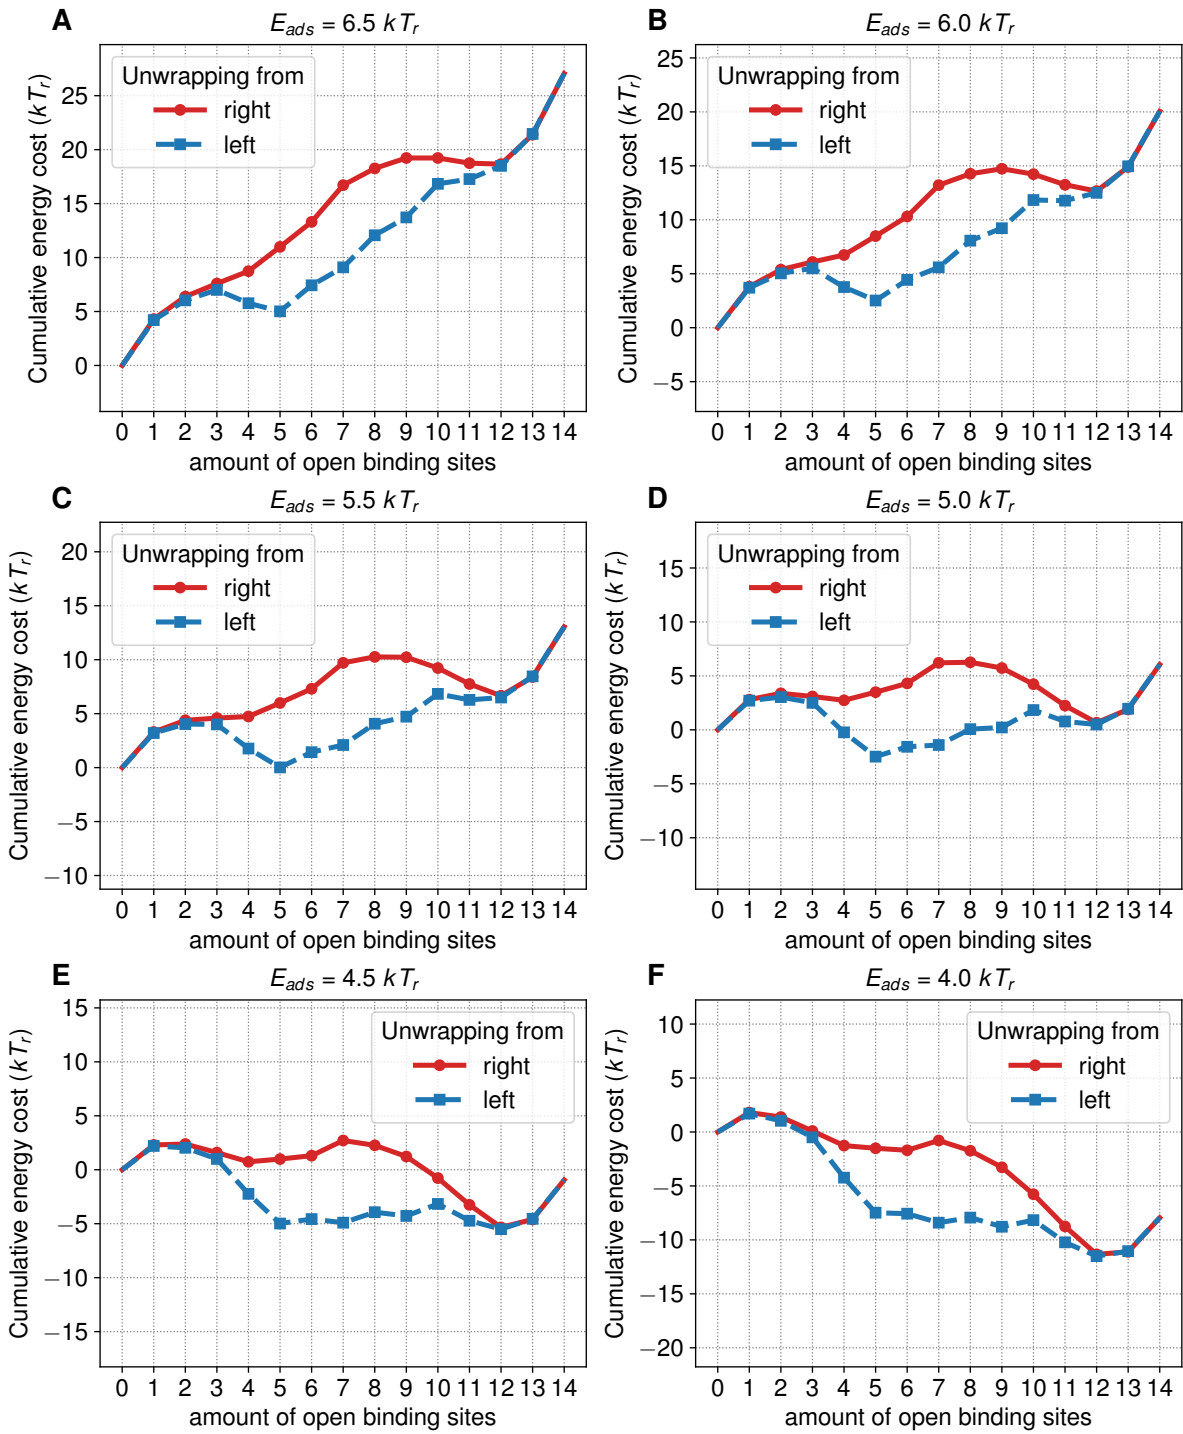 A
E_ads = 6.5 kT_r
Cumulative energy cost (kT_r)
25
20
15
10
5
0
Unwrapping from
right
left
0 1 2 3 4 5 6 7 8 9 10 11 12 13 14
amount of open binding sites
B
E_ads = 6.0 kT_r
Cumulative energy cost (kT_r)
25
20
15
10
5
0
−5
Unwrapping from
right
left
0 1 2 3 4 5 6 7 8 9 10 11 12 13 14
amount of open binding sites
C
E_ads = 5.5 kT_r
Cumulative energy cost (kT_r)
20
15
10
5
0
−5
−10
Unwrapping from
right
left
0 1 2 3 4 5 6 7 8 9 10 11 12 13 14
amount of open binding sites
D
E_ads = 5.0 kT_r
Cumulative energy cost (kT_r)
15
10
5
0
−5
−10
Unwrapping from
right
left
0 1 2 3 4 5 6 7 8 9 10 11 12 13 14
amount of open binding sites
E
E_ads = 4.5 kT_r
Cumulative energy cost (kT_r)
15
10
5
0
−5
−10
−15
Unwrapping from
right
left
0 1 2 3 4 5 6 7 8 9 10 11 12 13 14
amount of open binding sites
F
E_ads = 4.0 kT_r
Cumulative energy cost (kT_r)
10
5
0
−5
−10
−15
−20
Unwrapping from
right
left
0 1 2 3 4 5 6 7 8 9 10 11 12 13 14
amount of open binding sites